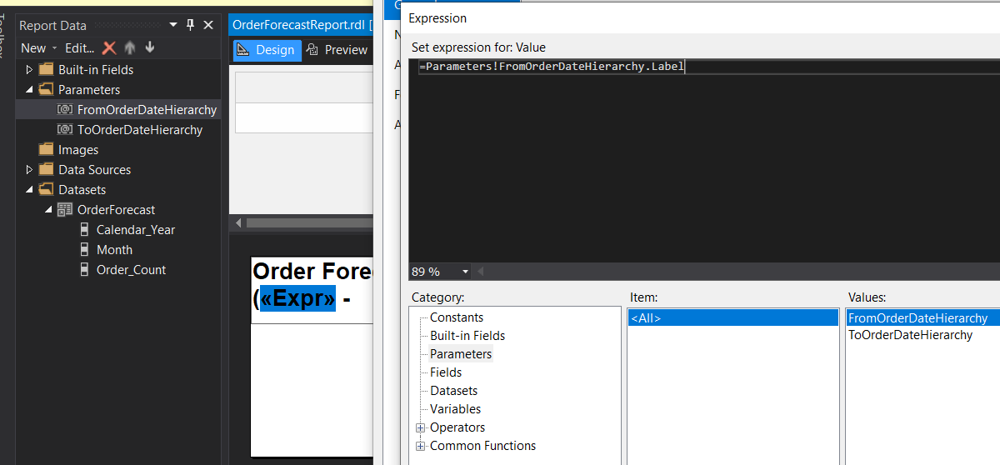 Toolbox
Report Data
New Edit...
Built-in Fields
Parameters
[@] FromOrderDateHierarchy
[@] ToOrderDateHierarchy
Images
Data Sources
Datasets
OrderForecast
Calendar_Year
Month
Order_Count
OrderForecastReport.rdl [
Design Preview
Order Fore
(«Expr» -
G
N
A
F
A
Expression
Set expression for: Value
=Parameters!FromOrderDateHierarchy.Label
89 %
Category:
Constants
Built-in Fields
Parameters
Fields
Datasets
Variables
Operators
Common Functions
Item:
<All>
Values:
FromOrderDateHierarchy
ToOrderDateHierarchy